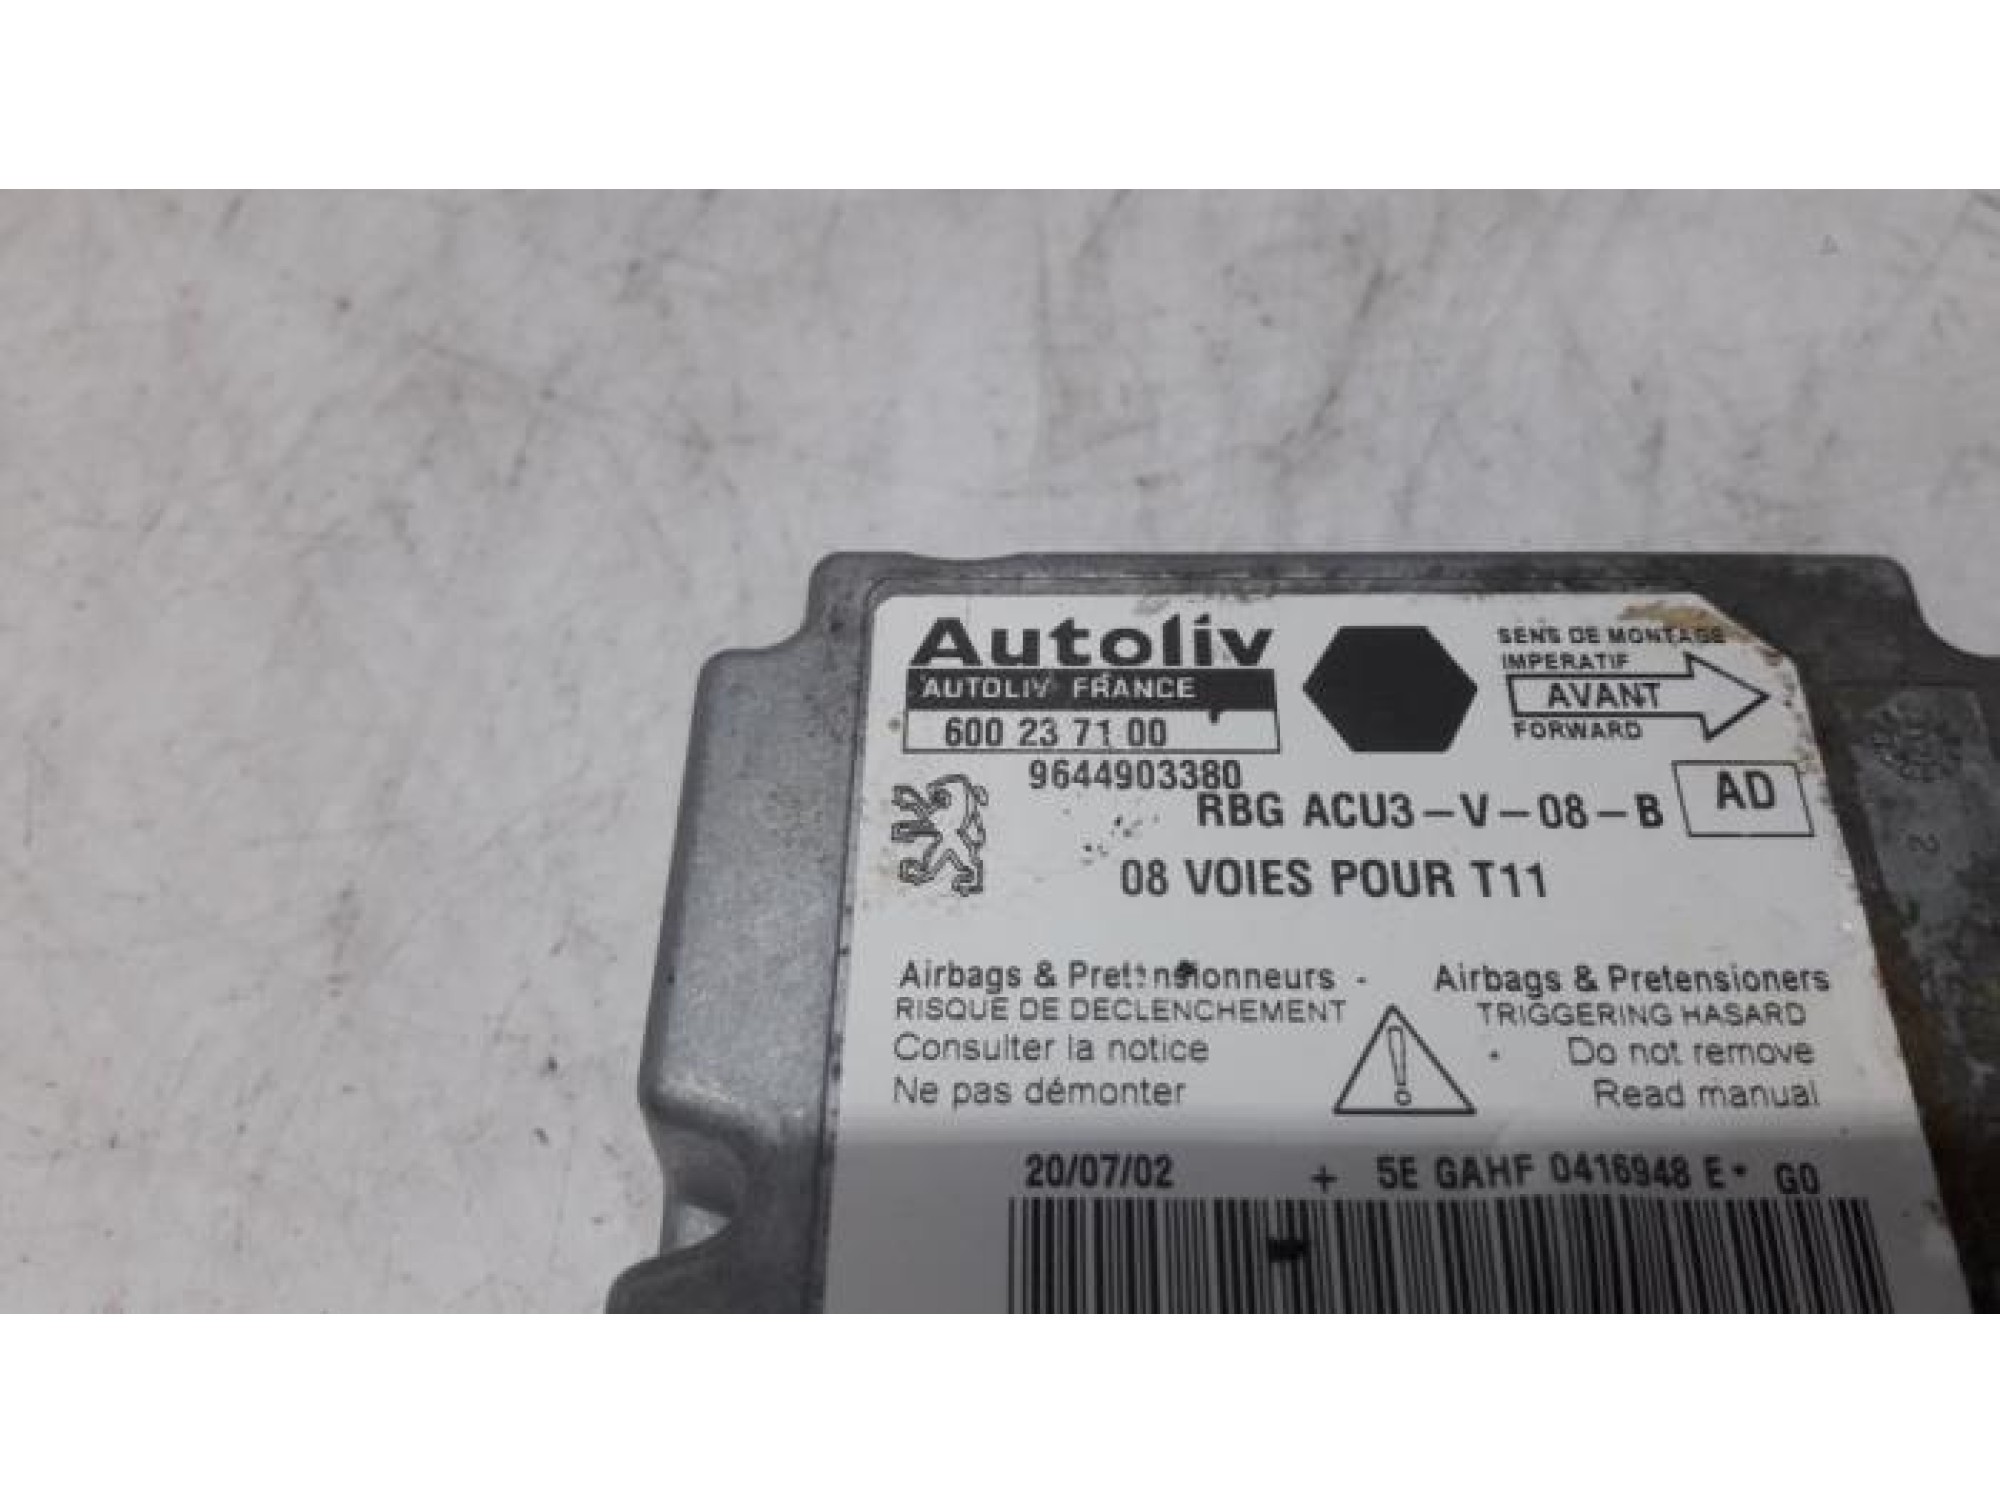 Autoliv
AUTOLIV FRANCE
600 23 71 00
SENS DE MONTAGE
IMPERATIF
AVANT
FORWARD
9644903380
RBG ACU3-V-08-B
AD
08 VOIES POUR T11
Airbags & Pretensionneurs - Airbags & Pretensioners
RISQUE DE DECLENCHEMENT TRIGGERING HASARD
Consulter la notice Do not remove
Ne pas démonter Read manual
20/07/02 + 5E GAHF 0416948 E* G0